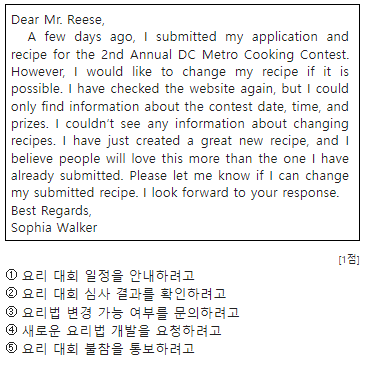 Dear Mr. Reese,
A few days ago, I submitted my application and
recipe for the 2nd Annual DC Metro Cooking Contest.
However, I would like to change my recipe if it is
possible. I have checked the website again, but I could
only find information about the contest date, time, and
prizes. I couldn't see any information about changing
recipes. I have just created a great new recipe, and I
believe people will love this more than the one I have
already submitted. Please let me know if I can change
my submitted recipe. I look forward to your response.
Best Regards,
Sophia Walker
[1점]
① 요리 대회 일정을 안내하려고
② 요리 대회 심사 결과를 확인하려고
③ 요리법 변경 가능 여부를 문의하려고
④ 새로운 요리법 개발을 요청하려고
⑤ 요리 대회 불참을 통보하려고